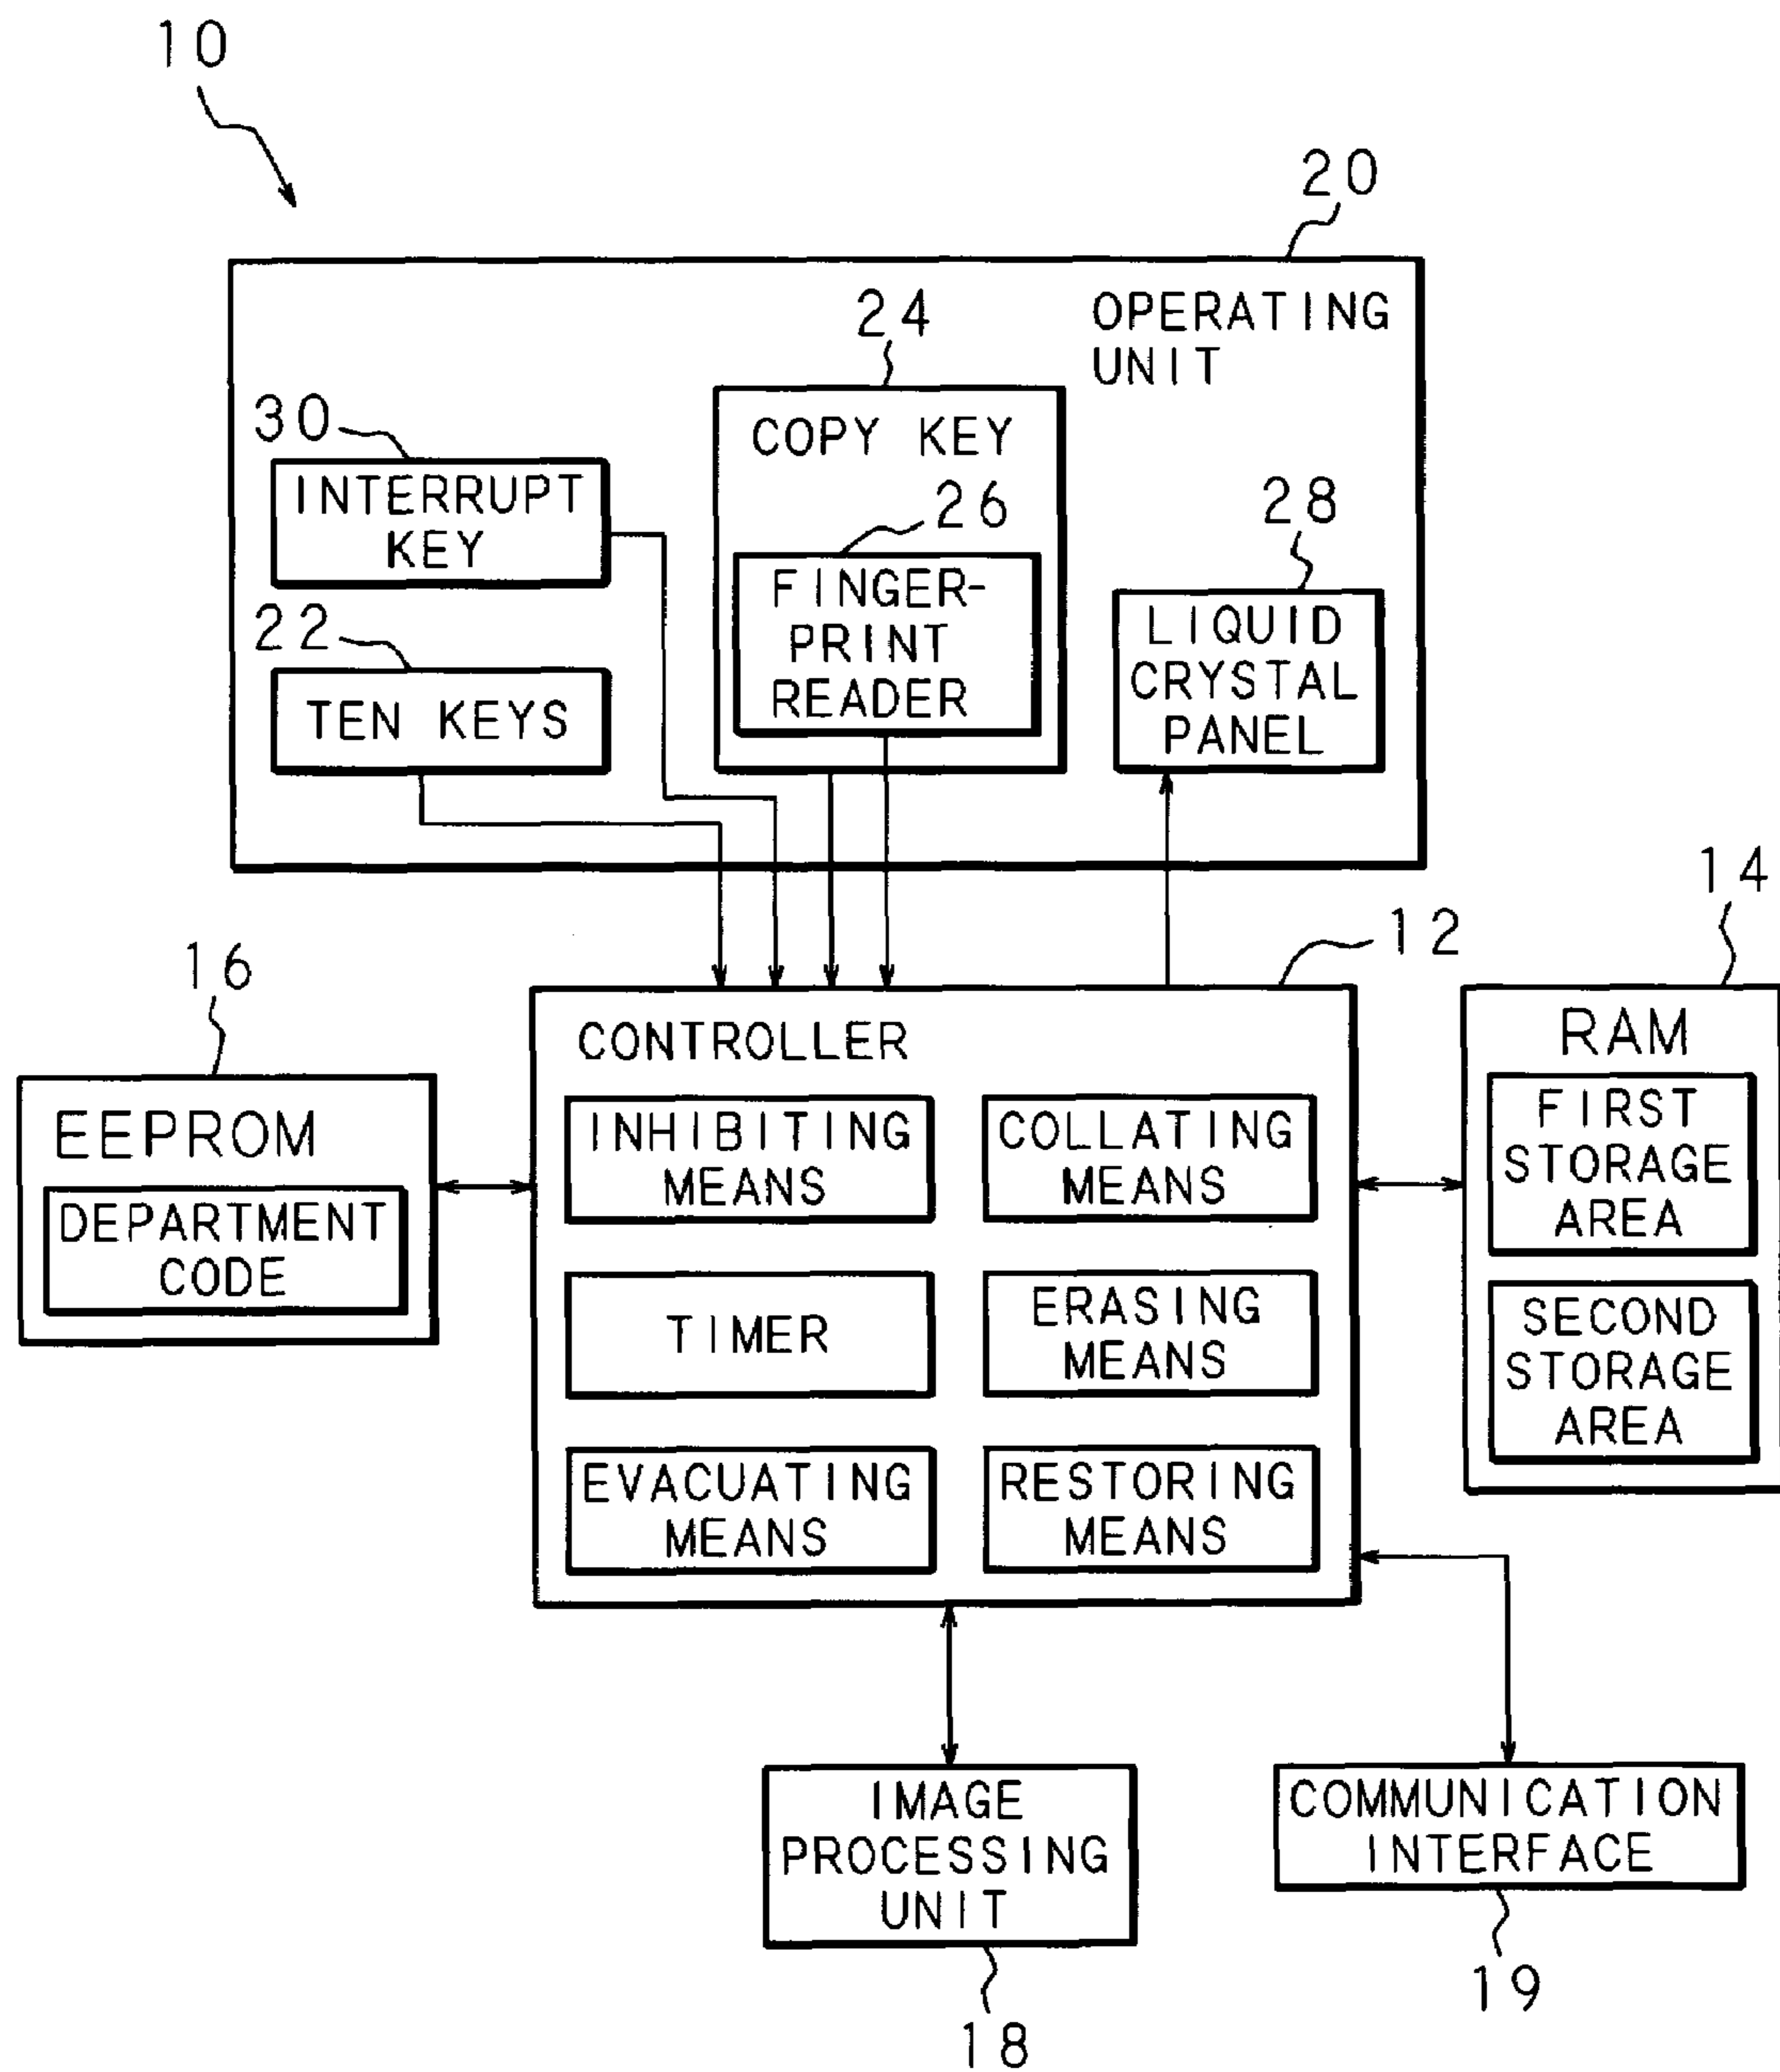 10
20
OPERATING
UNIT
24
COPY KEY
30
INTERRUPT
KEY
26
FINGER-
PRINT
READER
28
LIQUID
CRYSTAL
PANEL
22
TEN KEYS
14
12
16
CONTROLLER
RAM
EEPROM
INHIBITING
MEANS
COLLATING
MEANS
FIRST
STORAGE
AREA
DEPARTMENT
CODE
TIMER
ERASING
MEANS
SECOND
STORAGE
AREA
EVACUATING
MEANS
RESTORING
MEANS
IMAGE
PROCESSING
UNIT
COMMUNICATION
INTERFACE
19
18